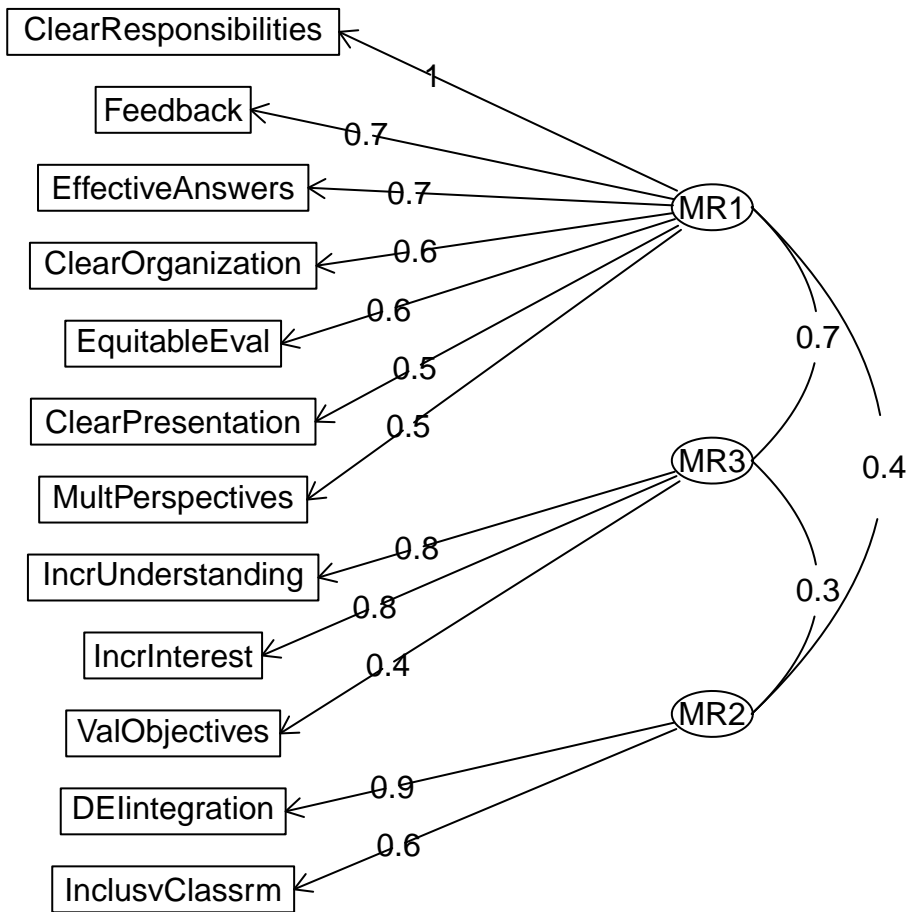 ClearResponsibilities
1
Feedback
0.7
EffectiveAnswers
0.7
MR1
ClearOrganization
0.6
EquitableEval
0.6
0.7
ClearPresentation
0.5
MultPerspectives
0.5
MR3
0.4
IncrUnderstanding
0.8
IncrInterest
0.8
0.3
ValObjectives
0.4
MR2
DEIintegration
0.9
InclusvClassrm
0.6